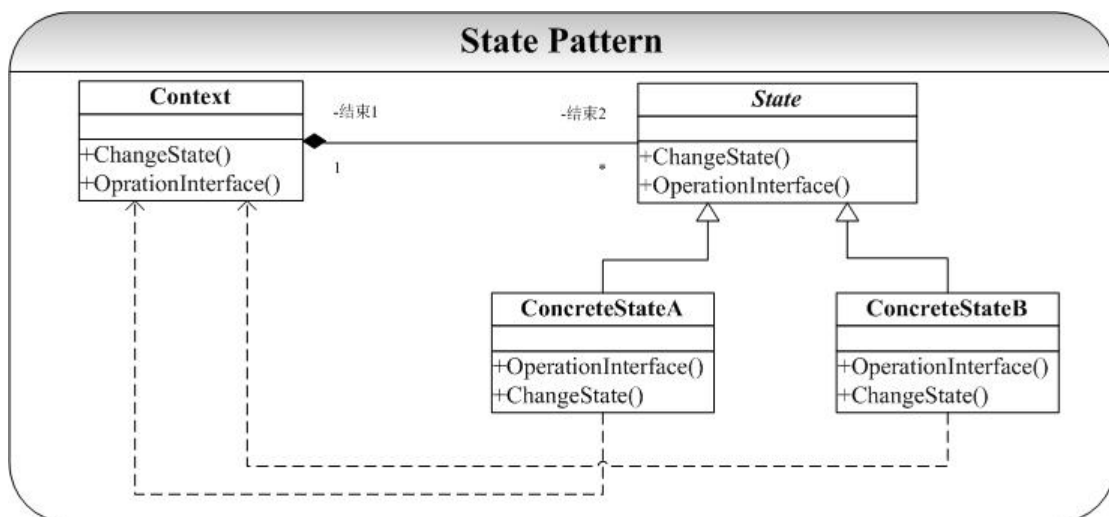 State Pattern
Context
+ChangeState()
+OprationInterface()
-结束1
1
-结束2
*
State
+ChangeState()
+OperationInterface()
ConcreteStateA
+OperationInterface()
+ChangeState()
ConcreteStateB
+OperationInterface()
+ChangeState()